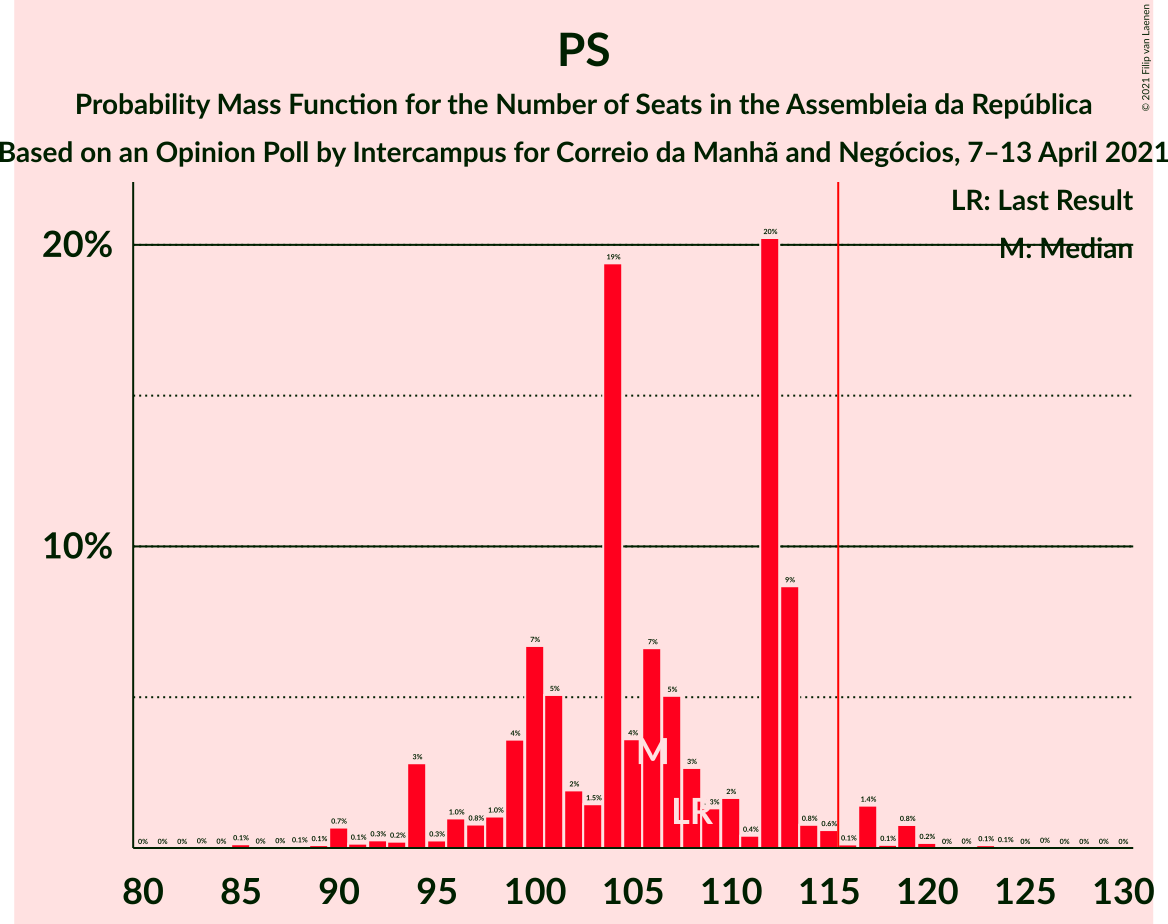 PS
Probability Mass Function for the Number of Seats in the Assembleia da República
Based on an Opinion Poll by Intercampus for Correio da Manhã and Negócios, 7–13 April 2021
© 2021 Filip van Laenen
LR: Last Result
M: Median
20%
10%
0% 0% 0% 0% 0% 0.1% 0% 0% 0.1% 0.1% 0.7% 0.1% 0.3% 0.2% 3% 0.3% 1.0% 0.8% 1.0% 4% 7% 5% 2% 1.5% 19% 4% 7% 5% 3% 3% 2% 0.4% 20% 9% 0.8% 0.6% 0.1% 1.4% 0.1% 0.8% 0.2% 0% 0% 0.1% 0.1% 0% 0% 0% 0% 0% 0%
M
LR
80 85 90 95 100 105 110 115 120 125 130